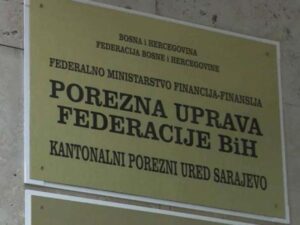 BOSNA i HERCEGOVINA
FEDERACIJA BOSNE i HERCEGOVINE
FEDERALNO MINISTARSTVO FINANCIJA-FINANSIJA
POREZNA UPRAVA
FEDERACIJE BiH
KANTONALNI POREZNI URED SARAJEVO